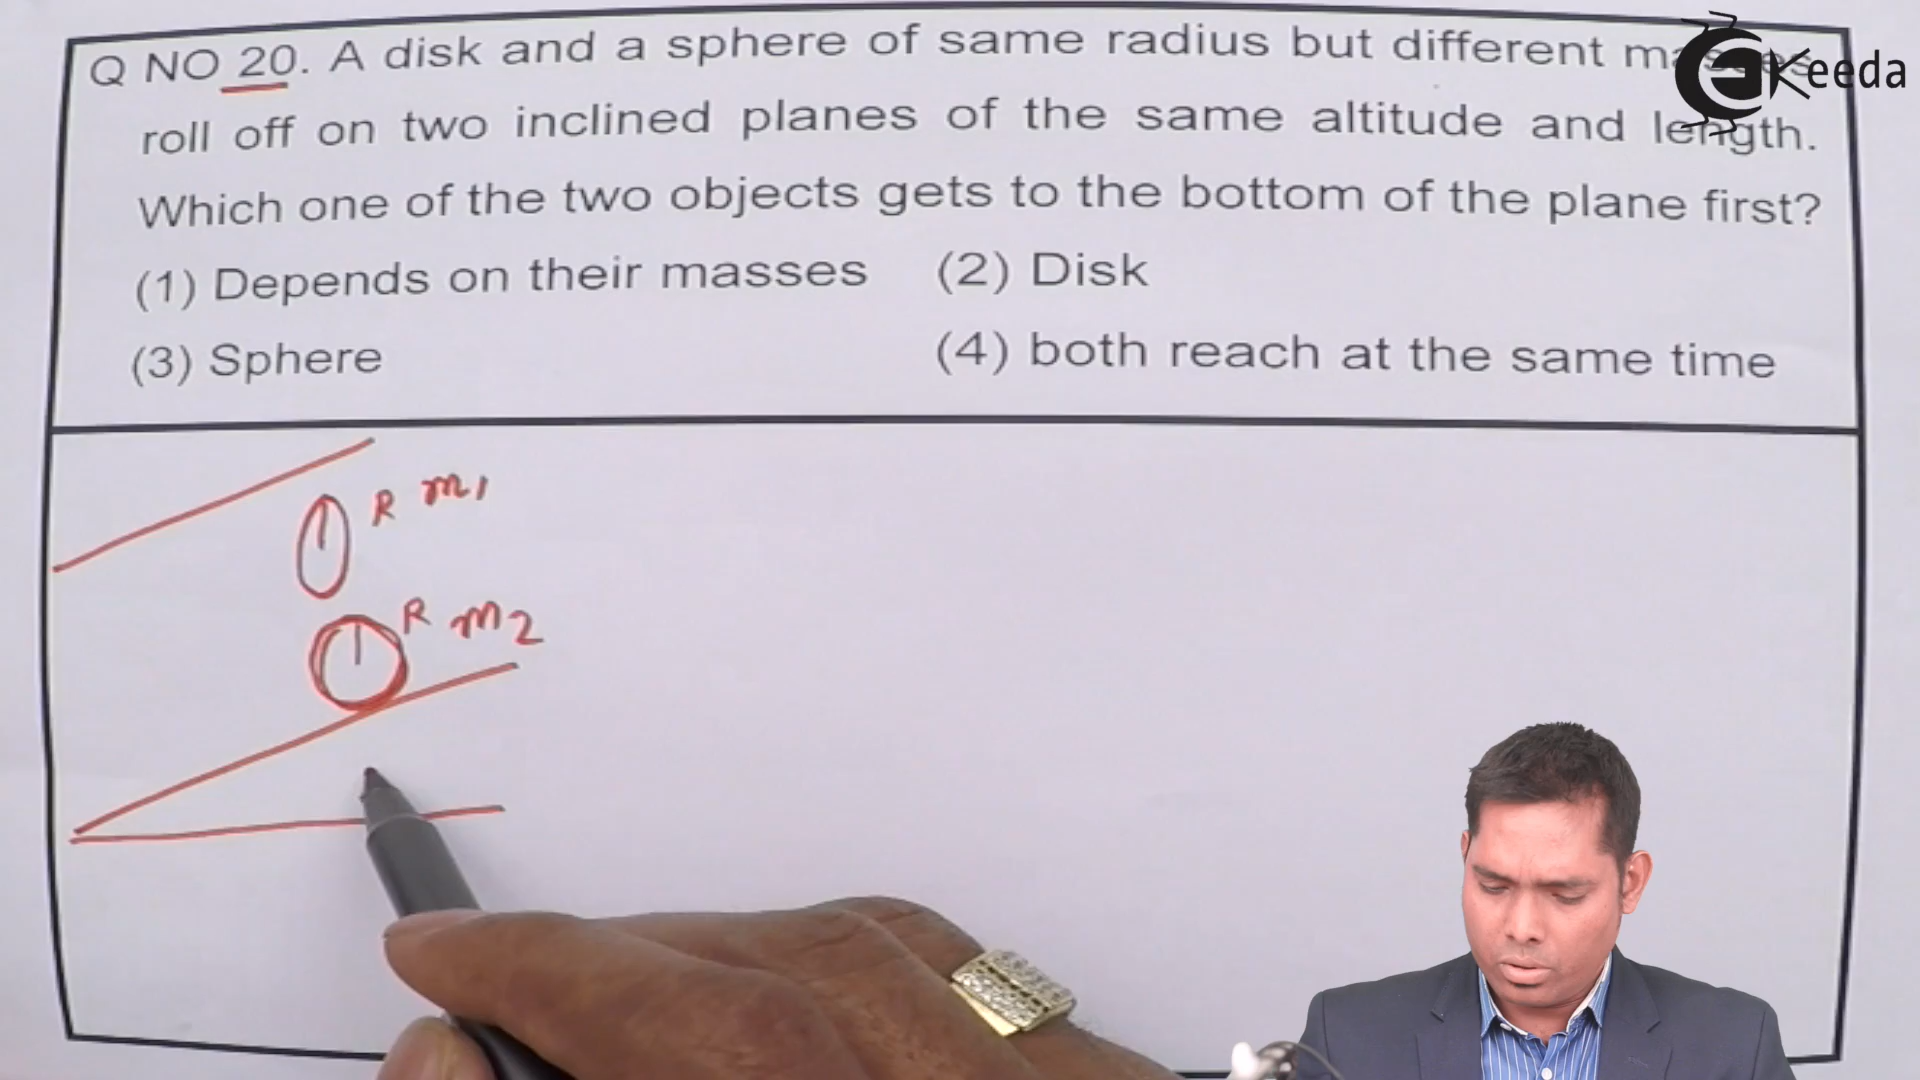 Q NO 20. A disk and a sphere of same radius but different masses
roll off on two inclined planes of the same altitude and length.
Which one of the two objects gets to the bottom of the plane first?
(1) Depends on their masses (2) Disk
(3) Sphere (4) both reach at the same time
R m1
R m2
eKeeda